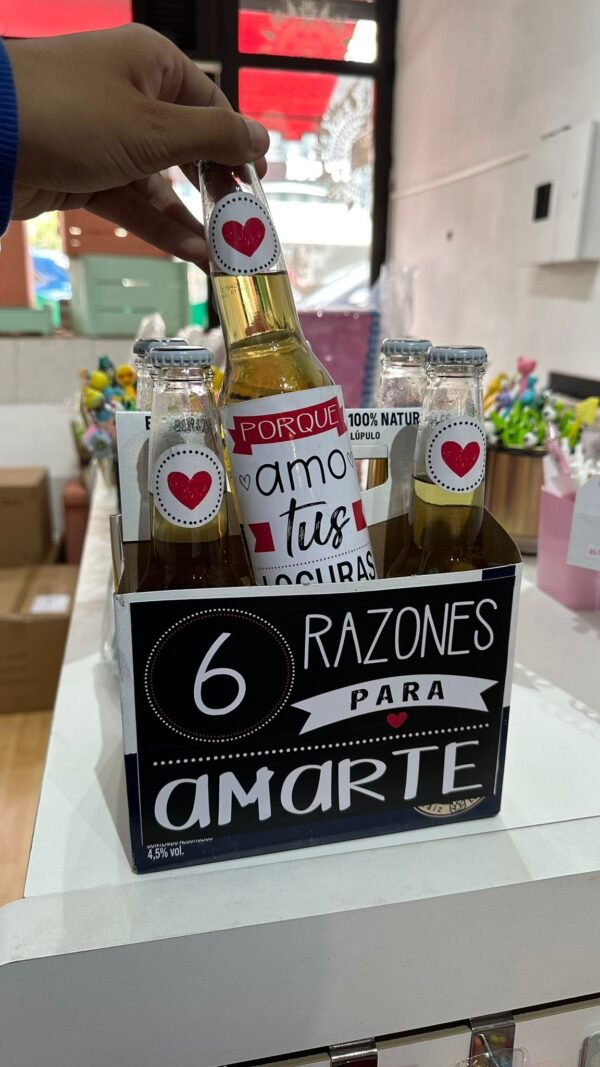 PORQUE
amo
tus
LOCURAS
100% NATUR
LÚPULO
6
RAZONES
PARA
AMARTE
4,5% vol.